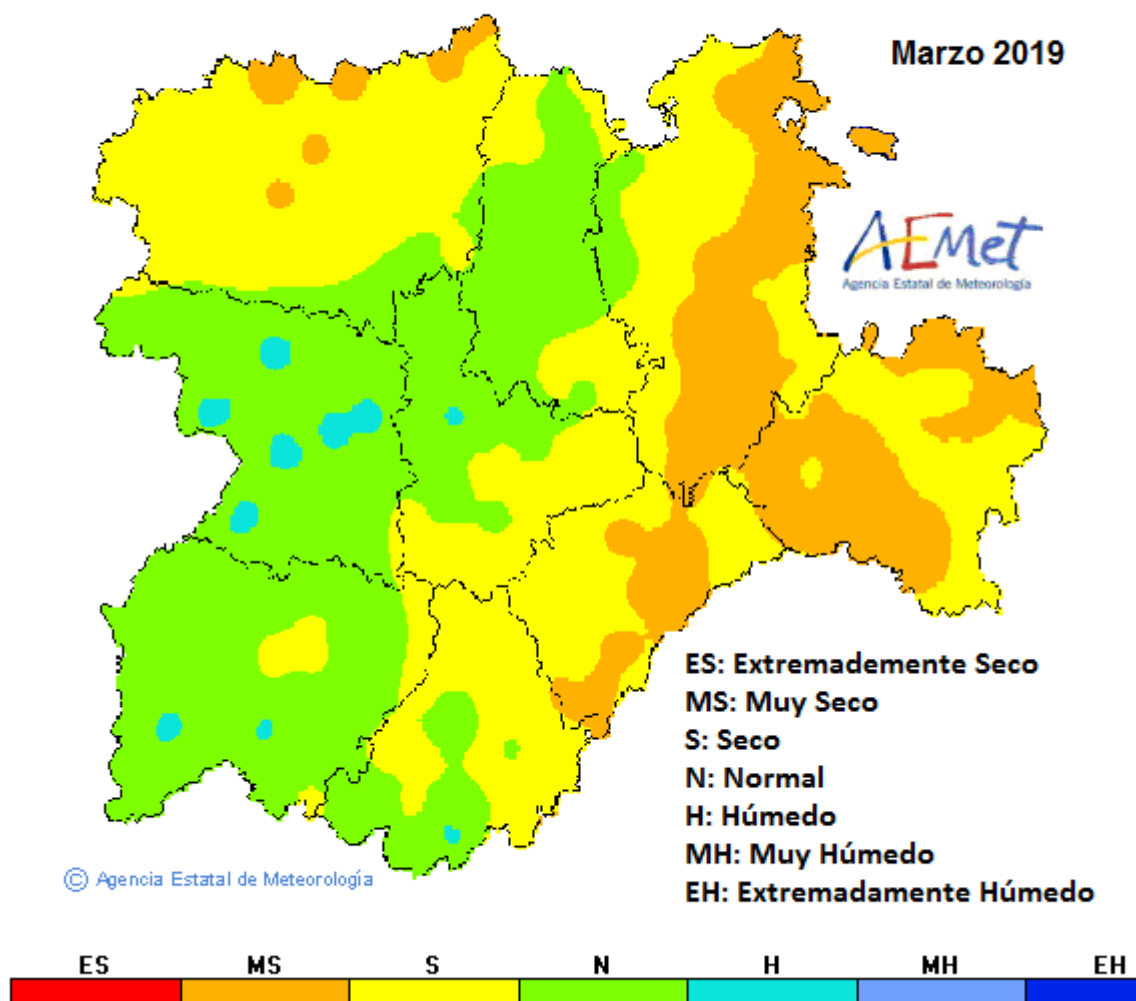 Marzo 2019
AEMet
Agencia Estatal de Meteorología
ES: Extremademente Seco
MS: Muy Seco
S: Seco
N: Normal
H: Húmedo
MH: Muy Húmedo
EH: Extremadamente Húmedo
© Agencia Estatal de Meteorología
ES MS S N H MH EH